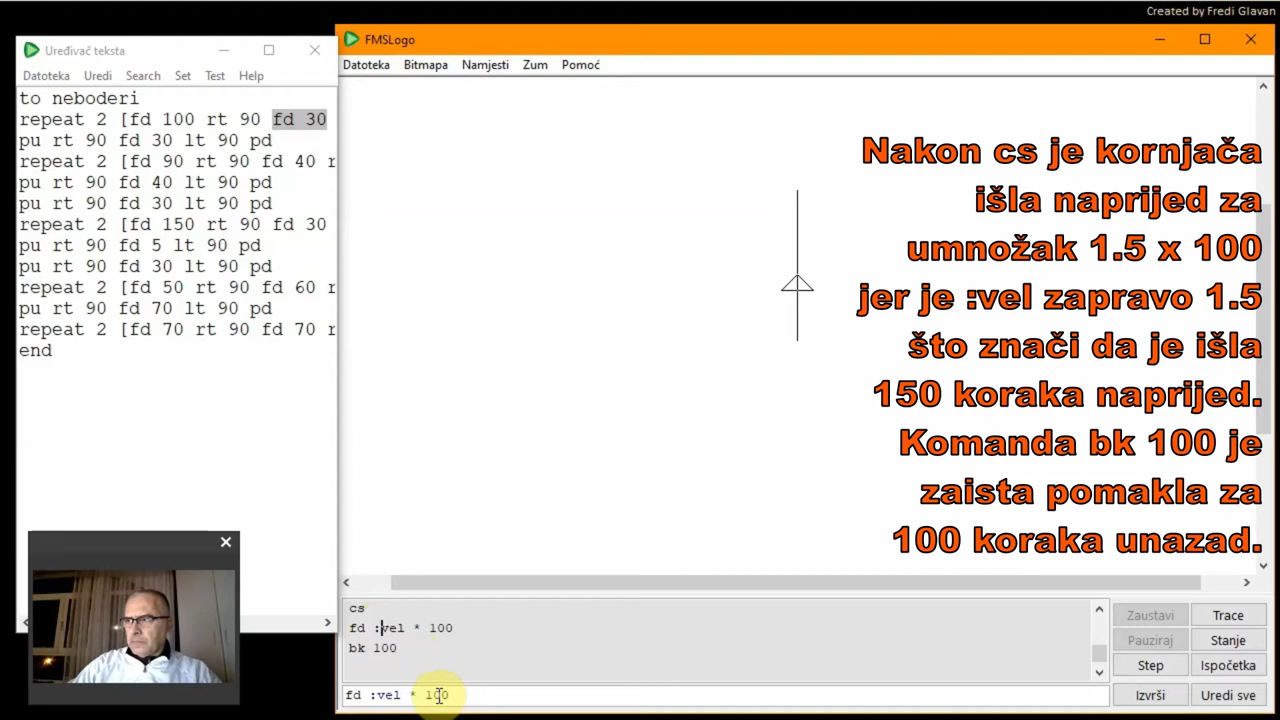 Created by Fredi Glavan
Uređivač teksta
Datoteka Uredi Search Set Test Help
to neboderi
repeat 2 [fd 100 rt 90 fd 30
pu rt 90 fd 30 lt 90 pd
repeat 2 [fd 90 rt 90 fd 40 r
pu rt 90 fd 40 lt 90 pd
pu rt 90 fd 30 lt 90 pd
repeat 2 [fd 150 rt 90 fd 30
pu rt 90 fd 5 lt 90 pd
pu rt 90 fd 30 lt 90 pd
repeat 2 [fd 50 rt 90 fd 60 r
pu rt 90 fd 70 lt 90 pd
repeat 2 [fd 70 rt 90 fd 70 r
end
FMSLogo
Datoteka Bitmapa Namjesti Zum Pomoć
Nakon cs je kornjača
išla naprijed za
umnožak 1.5 x 100
jer je :vel zapravo 1.5
što znači da je išla
150 koraka naprijed.
Komanda bk 100 je
zaista pomakla za
100 koraka unazad.
cs
fd :vel * 100
bk 100
fd :vel * 100
Zaustavi Trace
Pauziraj Stanje
Step Ispočetka
Izvrši Uredi sve